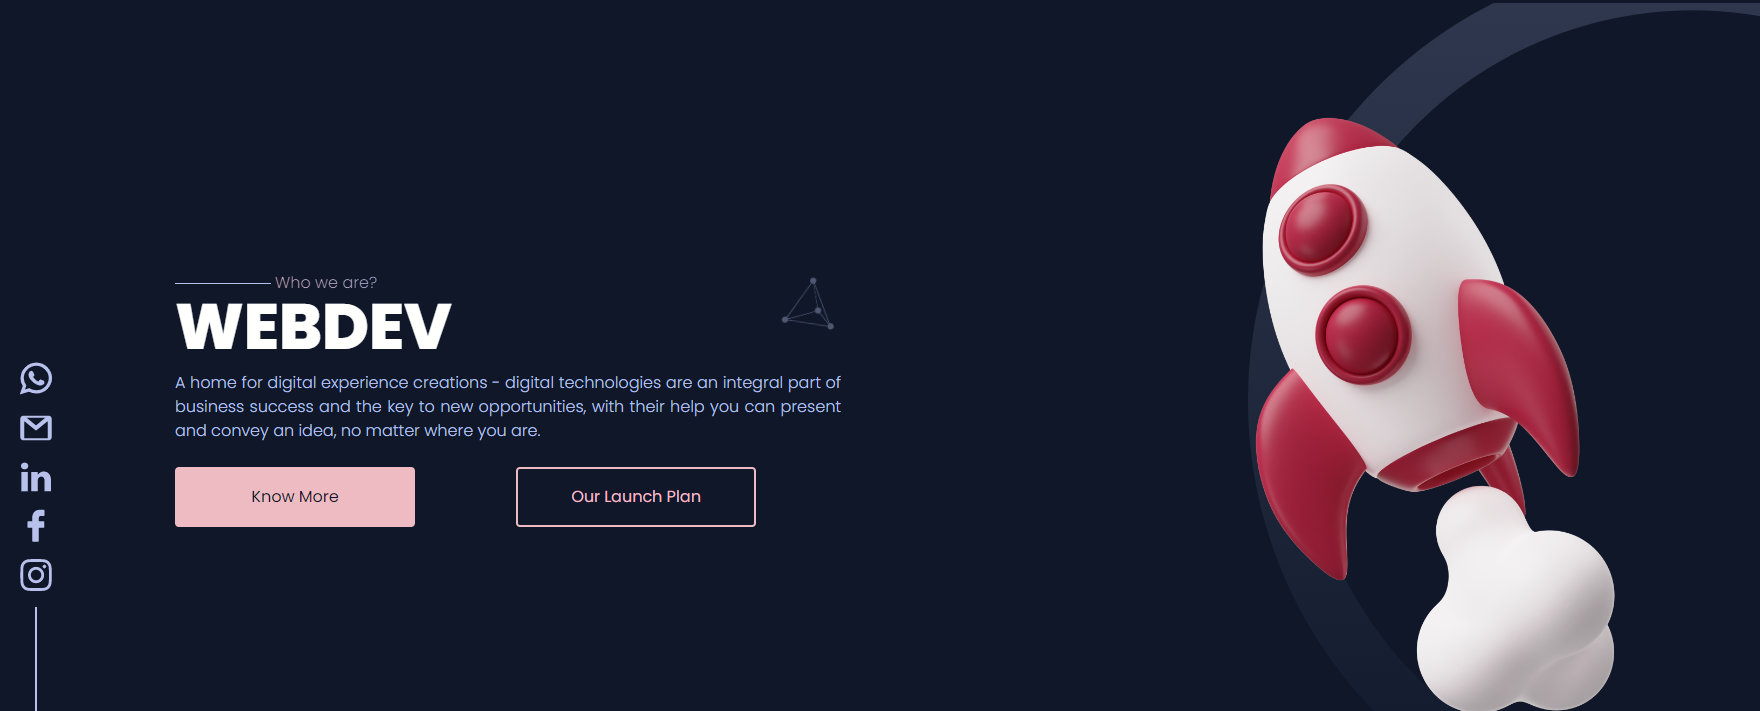 Who we are?
WEBDEV
A home for digital experience creations - digital technologies are an integral part of
business success and the key to new opportunities, with their help you can present
and convey an idea, no matter where you are.
Know More
Our Launch Plan